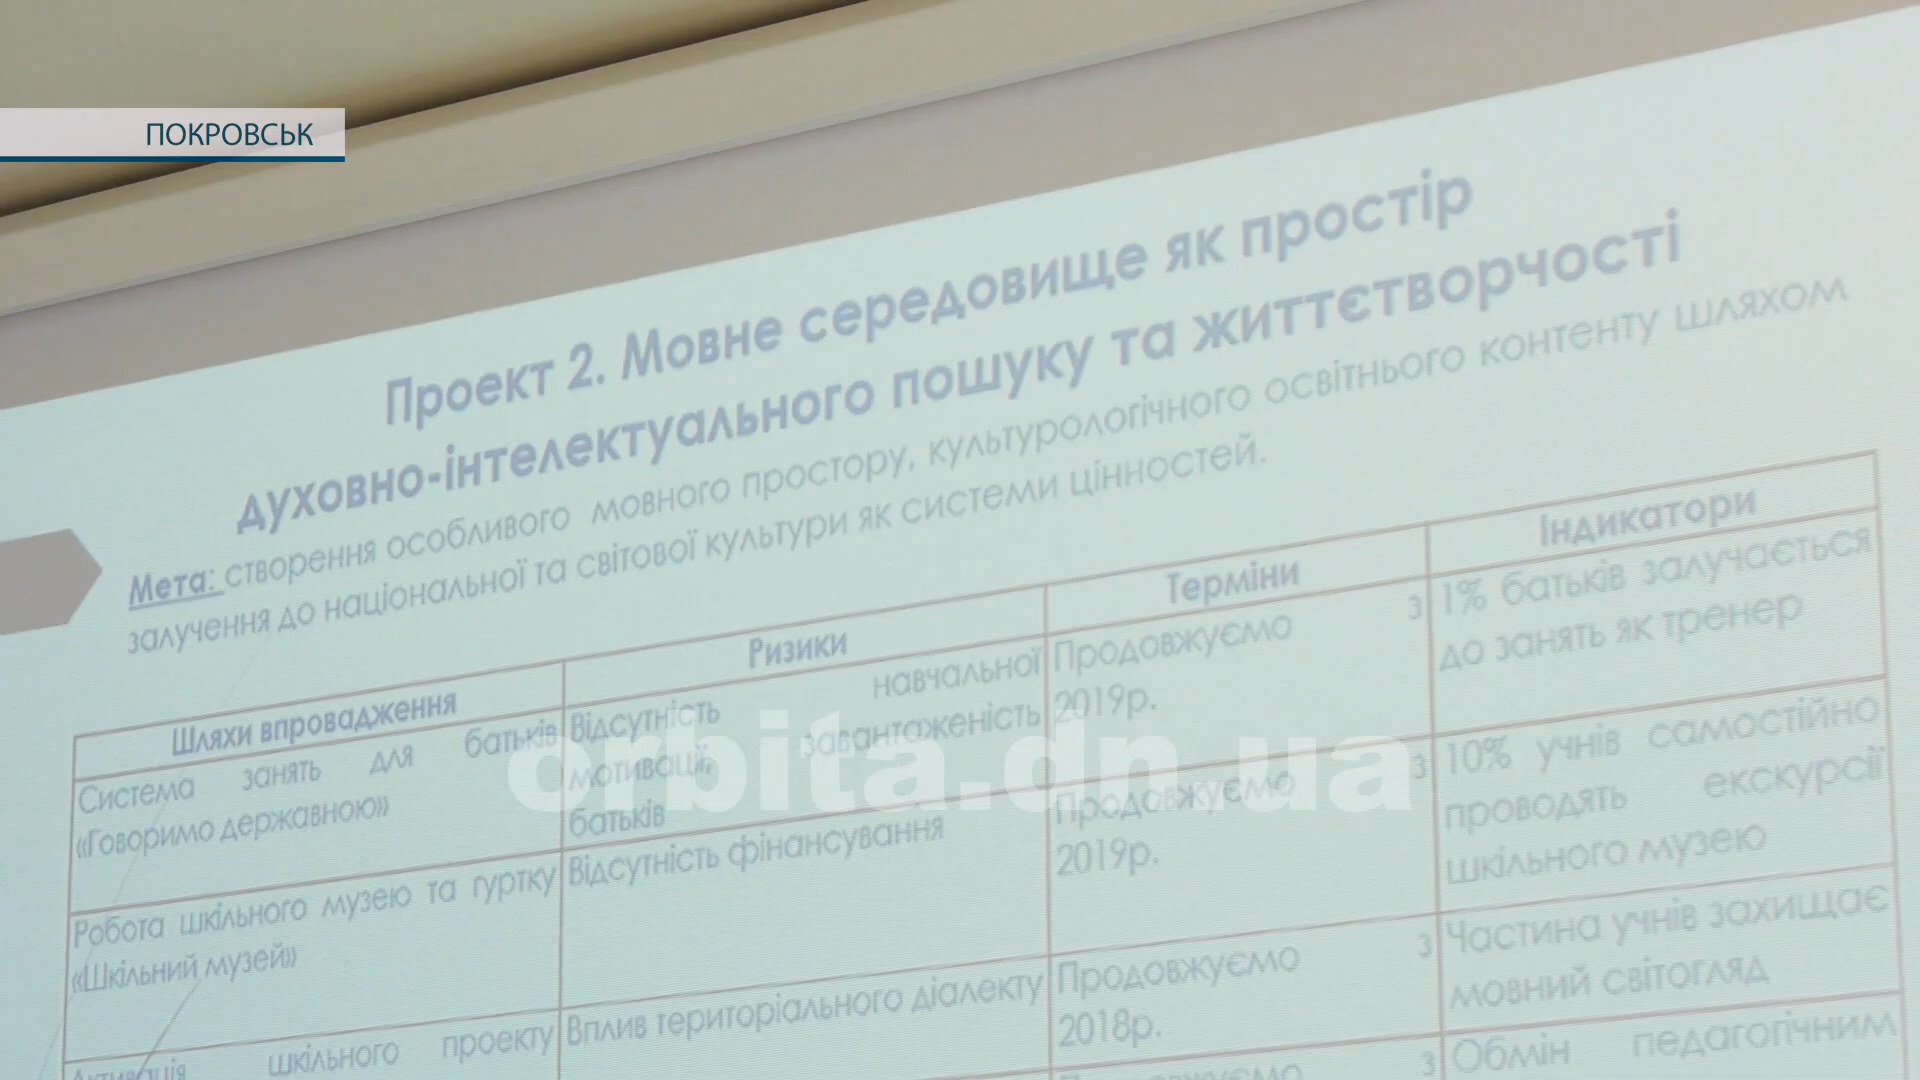 ПОКРОВСЬК
Проект 2. Мовне середовище як простір
духовно-інтелектуального пошуку та життєтворчості
Мета: створення особливого мовного простору, культурологічного освітнього контенту шляхом
залучення до національної та світової культури як системи цінностей.
Шляхи впровадження
Ризики
Терміни
Індикатори
Система занять для батьків
«Говоримо державною»
Відсутність навчальної
мотивації, завантаженість
батьків
Продовжуємо з
2019р.
1% батьків залучається
до занять як тренер
Робота шкільного музею та гуртку
«Шкільний музей»
Відсутність фінансування
Продовжуємо з
2019р.
10% учнів самостійно
проводять екскурсії
шкільного музею
шкільного проекту
Вплив територіального діалекту
Продовжуємо з
2018р.
Частина учнів захищає
мовний світогляд
Продовжуємо з
Обмін педагогічним
orbita.dn.ua